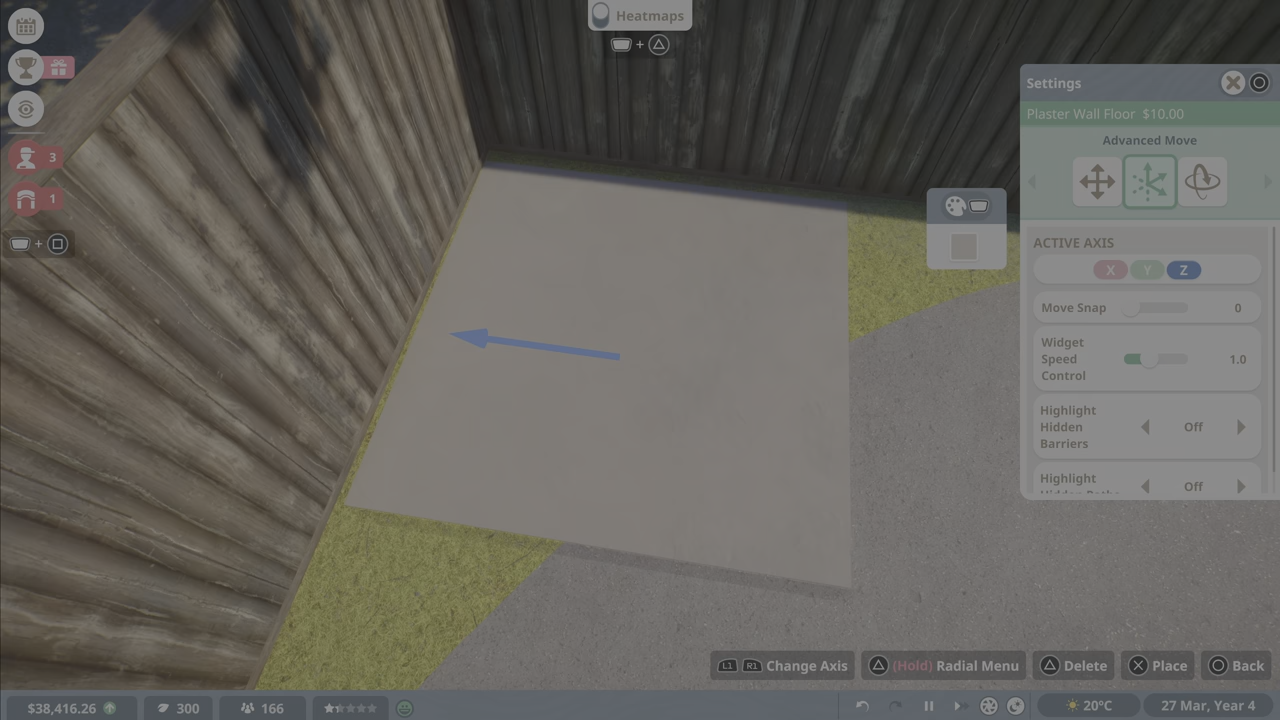 Heatmaps
+
3
1
+
Settings
Plaster Wall Floor $10.00
Advanced Move
ACTIVE AXIS
X Y Z
Move Snap 0
Widget
Speed
Control
1.0
Highlight
Hidden
Barriers
Off
Highlight
Hidden Paths
Off
L1 R1 Change Axis
(Hold) Radial Menu
Delete
Place
Back
$38,416.26
300
166
20°C
27 Mar, Year 4